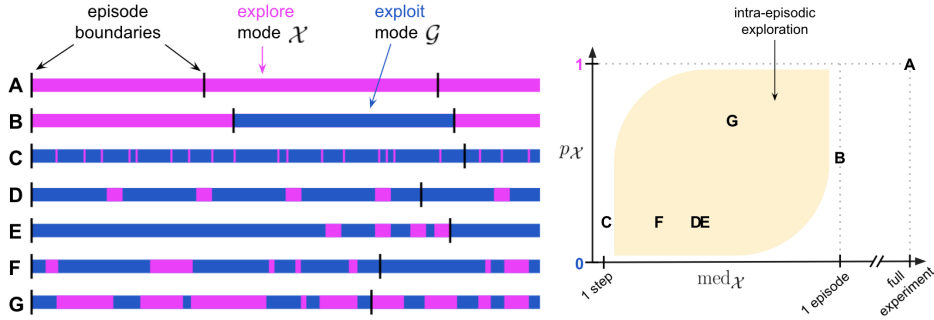 episode
boundaries
explore
mode 𝒳
exploit
mode 𝒢
A
B
C
D
E
F
G
intra-episodic
exploration
1
A
G
p𝒳
B
C
F
DE
0
1 step
med𝒳
1 episode
full
experiment